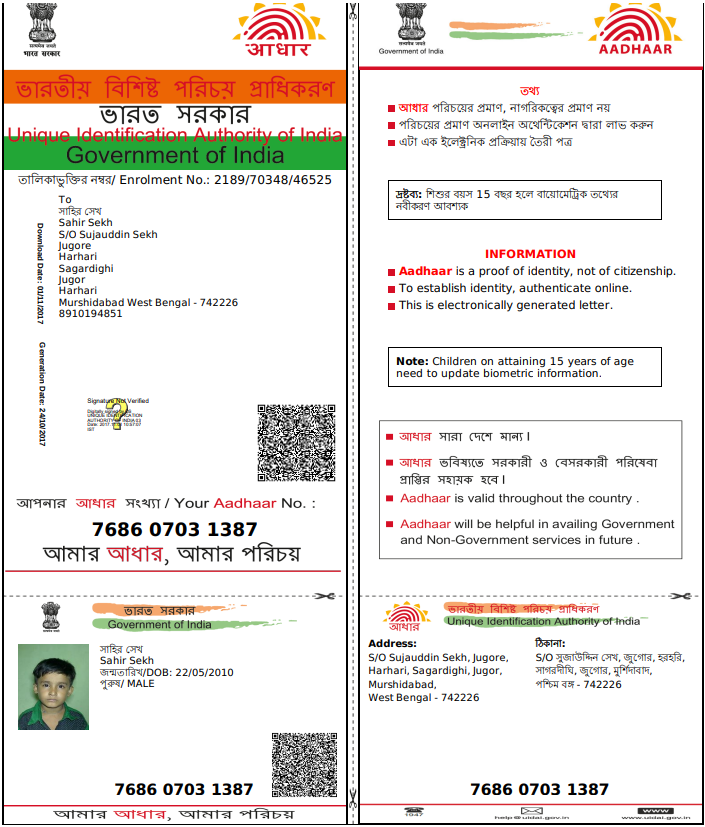 सत्यमेव जयते
भारत सरकार
আধাৰ
ভারতীয় বিশিষ্ট পরিচয় প্রাধিকরণ
ভারত সরকার
Unique Identification Authority of India
Government of India
তালিকাভুক্তির নম্বর/ Enrolment No.: 2189/70348/46525
To
সাহির সেখ
Sahir Sekh
S/O Sujauddin Sekh
Jugore
Harhari
Sagardighi
Jugor
Harhari
Murshidabad West Bengal - 742226
8910194851
Download Date: 01/11/2017
Generation Date: 24/10/2017
Signature Not Verified
Digitally signed by DS
UNIQUE IDENTIFICATION
AUTHORITY OF INDIA 03
IST
আপনার আধার সংখ্যা / Your Aadhaar No. :
7686 0703 1387
আমার আধার, আমার পরিচয়
ভারত সরকার
Government of India
সাহির সেখ
Sahir Sekh
জন্মতারিখ/DOB: 22/05/2010
পুরুষ/ MALE
7686 0703 1387
আমার আধার, আমার পরিচয়
सत्यमेव जयते
Government of India
AADHAAR
তথ্য
আধার পরিচয়ের প্রমাণ, নাগরিকত্বের প্রমাণ নয়
পরিচয়ের প্রমাণ অনলাইন অথেন্টিকেশন দ্বারা লাভ করুন
এটা এক ইলেক্ট্রনিক প্রক্রিয়ায় তৈরী পত্র
দ্রষ্টব্য: শিশুর বয়স 15 বছর হলে বায়োমেট্রিক তথ্যের
নবীকরণ আবশ্যক
INFORMATION
Aadhaar is a proof of identity, not of citizenship.
To establish identity, authenticate online.
This is electronically generated letter.
Note: Children on attaining 15 years of age
need to update biometric information.
আধার সারা দেশে মান্য।
আধার ভবিষ্যতে সরকারী ও বেসরকারী পরিষেবা
প্রাপ্তির সহায়ক হবে।
Aadhaar is valid throughout the country .
Aadhaar will be helpful in availing Government
and Non-Government services in future .
আধাৰ
ভারতীয় বিশিষ্ট পরিচয় প্রাধিকরণ
Unique Identification Authority of India
Address:
S/O Sujauddin Sekh, Jugore,
Harhari, Sagardighi, Jugor,
Murshidabad,
West Bengal - 742226
ঠিকানা:
S/O সুজাউদ্দিন সেখ, জুগোর, হরহরি,
সাগরদীঘি, জুগোর, মুর্শিদাবাদ,
পশ্চিম বঙ্গ - 742226
7686 0703 1387
1947
help@uidai.gov.in
www
www.uidai.gov.in